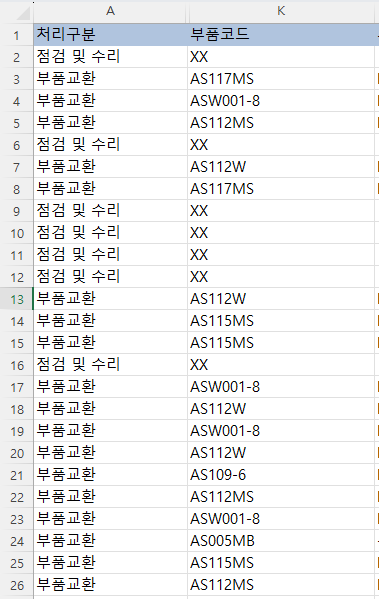 A K
1 처리구분 부품코드
2 점검 및 수리 XX
3 부품교환 AS117MS
4 부품교환 ASW001-8
5 부품교환 AS112MS
6 점검 및 수리 XX
7 부품교환 AS112W
8 부품교환 AS117MS
9 점검 및 수리 XX
10 점검 및 수리 XX
11 점검 및 수리 XX
12 점검 및 수리 XX
13 부품교환 AS112W
14 부품교환 AS115MS
15 부품교환 AS115MS
16 점검 및 수리 XX
17 부품교환 ASW001-8
18 부품교환 AS112W
19 부품교환 ASW001-8
20 부품교환 AS112W
21 부품교환 AS109-6
22 부품교환 AS112MS
23 부품교환 ASW001-8
24 부품교환 AS005MB
25 부품교환 AS115MS
26 부품교환 AS112MS